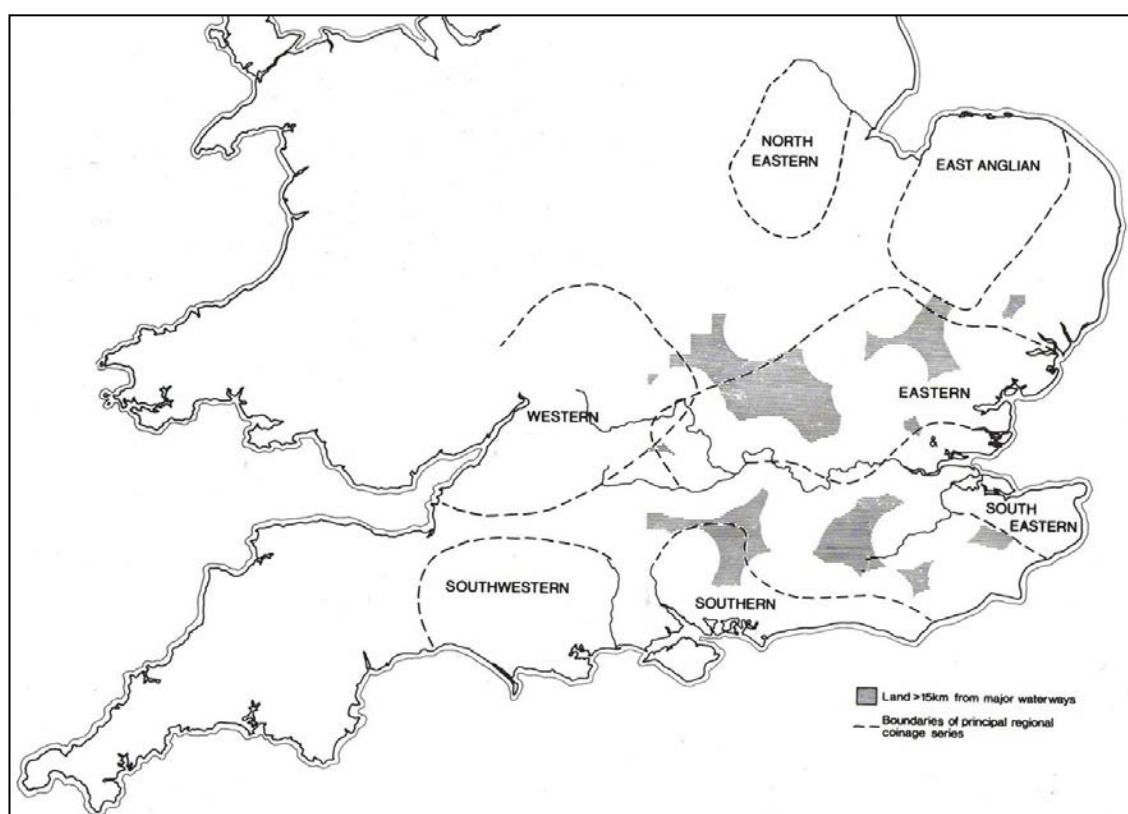 NORTH
EASTERN
EAST ANGLIAN
WESTERN
EASTERN
&
SOUTH
EASTERN
SOUTHWESTERN
SOUTHERN
Land >15km from major waterways
Boundaries of principal regional
coinage series